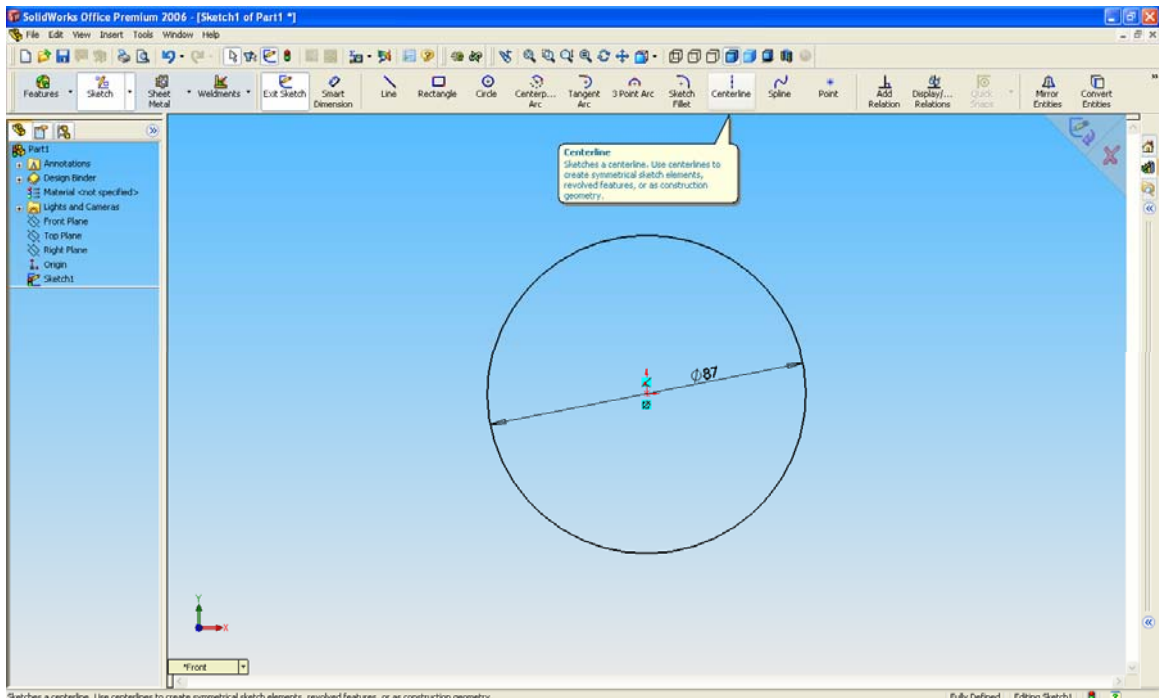 SolidWorks Office Premium 2006 - [Sketch1 of Part1 *]
File Edit View Insert Tools Window Help
Features Sketch Sheet Metal Weldments Exit Sketch Smart Dimension Line Rectangle Circle Centerp... Arc Tangent Arc 3 Point Arc Sketch Fillet Centerline Spline Point Add Relation Display/... Relations Quick Snaps Mirror Entities Convert Entities
Part1
Annotations
Design Binder
Material <not specified>
Lights and Cameras
Front Plane
Top Plane
Right Plane
Origin
Sketch1
Centerline
Sketches a centerline. Use centerlines to
create symmetrical sketch elements,
revolved features, or as construction
geometry.
∅87
Y
X
*Front
Sketches a centerline. Use centerlines to create symmetrical sketch elements, revolved features, or as construction geometry.
Fully Defined Editing Sketch1